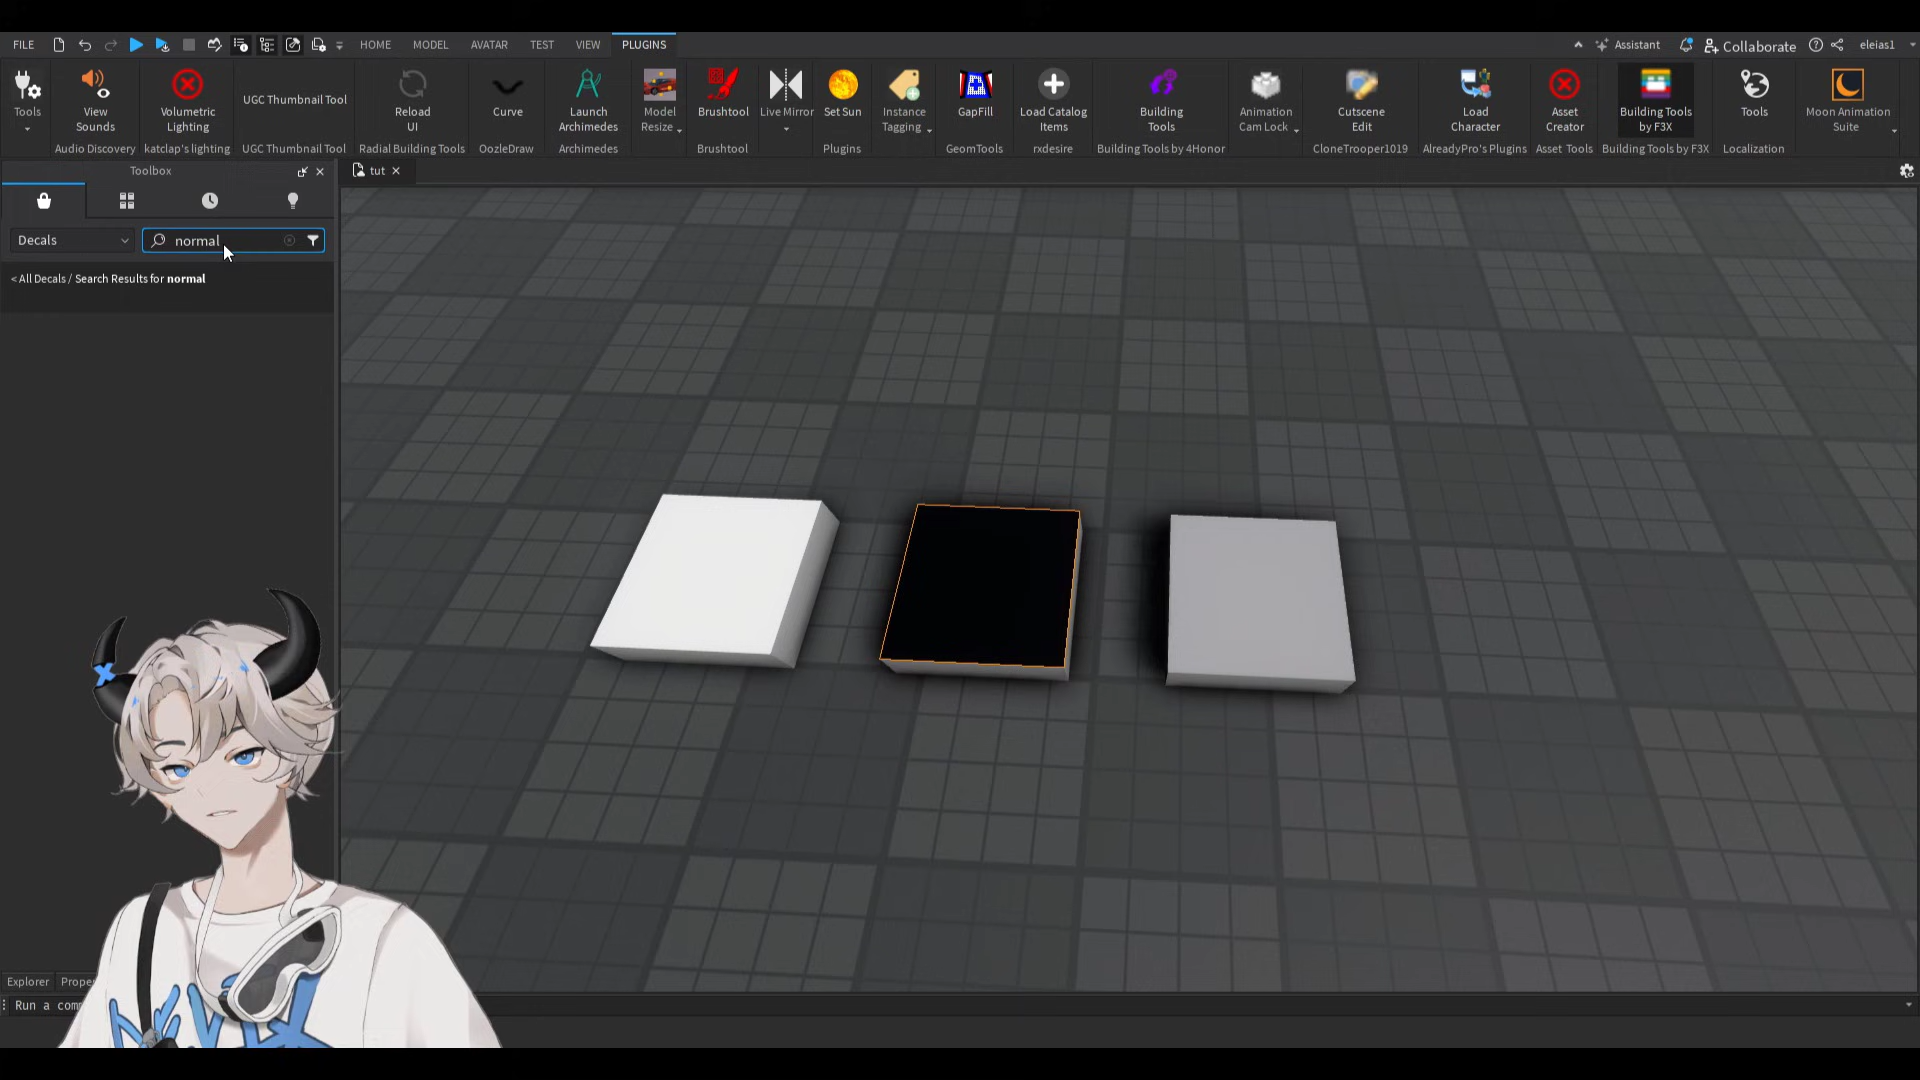 FILE
HOME
MODEL
AVATAR
TEST
VIEW
PLUGINS
Assistant
Collaborate
eleias1
Tools
View
Sounds
Volumetric
Lighting
UGC Thumbnail Tool
Reload
UI
Curve
Launch
Archimedes
Model
Resize
Brushtool
Live Mirror
Set Sun
Instance
Tagging
GapFill
Load Catalog
Items
Building
Tools
Animation
Cam Lock
Cutscene
Edit
Load
Character
Asset
Creator
Building Tools
by F3X
Tools
Moon Animation
Suite
Audio Discovery
katclap's lighting
UGC Thumbnail Tool
Radial Building Tools
OozleDraw
Archimedes
Brushtool
Plugins
GeomTools
rxdesire
Building Tools by 4Honor
CloneTrooper1019
AlreadyPro's Plugins
Asset Tools
Building Tools by F3X
Localization
Toolbox
tut
Decals
normal
< All Decals / Search Results for normal
Explorer
Run a